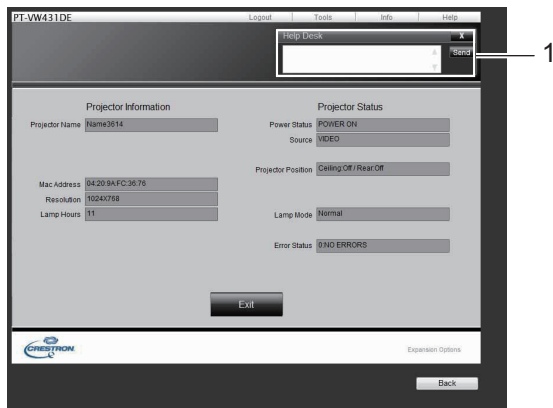 PT-VW431DE
Logout Tools Info Help
Help Desk X
Send
1
Projector Information
Projector Name Name3614
Mac Address 04:20:9A:FC:36:76
Resolution 1024X768
Lamp Hours 11
Projector Status
Power Status POWER ON
Source VIDEO
Projector Position Ceiling:Off / Rear:Off
Lamp Mode Normal
Error Status 0:NO ERRORS
Exit
CRESTRON
Expansion Options
Back